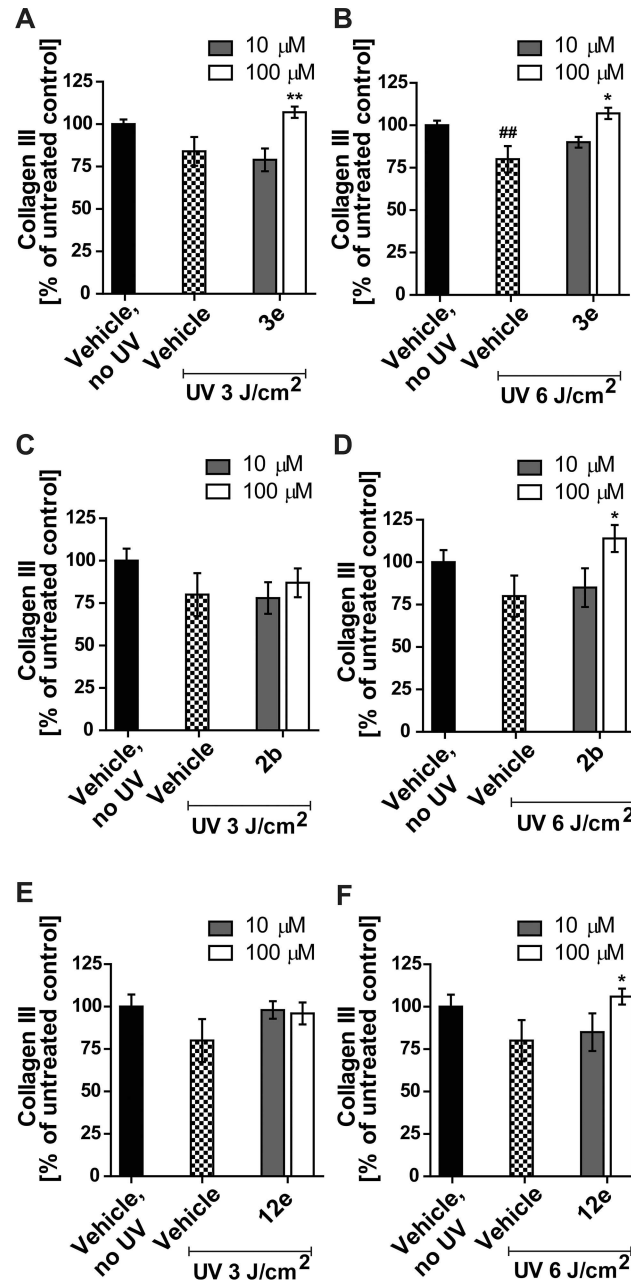 A
10 μM
100 μM
Collagen III
[% of untreated control]
125
100
75
50
25
0
**
Vehicle,
no UV
Vehicle
3e
UV 3 J/cm²
B
10 μM
100 μM
Collagen III
[% of untreated control]
125
100
75
50
25
0
##
*
Vehicle,
no UV
Vehicle
3e
UV 6 J/cm²
C
10 μM
100 μM
Collagen III
[% of untreated control]
125
100
75
50
25
0
Vehicle,
no UV
Vehicle
2b
UV 3 J/cm²
D
10 μM
100 μM
Collagen III
[% of untreated control]
125
100
75
50
25
0
*
Vehicle,
no UV
Vehicle
2b
UV 6 J/cm²
E
10 μM
100 μM
Collagen III
[% of untreated control]
125
100
75
50
25
0
Vehicle,
no UV
Vehicle
12e
UV 3 J/cm²
F
10 μM
100 μM
Collagen III
[% of untreated control]
125
100
75
50
25
0
*
Vehicle,
no UV
Vehicle
12e
UV 6 J/cm²